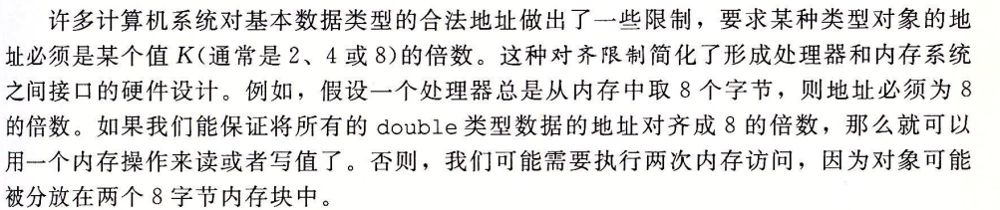 许多计算机系统对基本数据类型的合法地址做出了一些限制，要求某种类型对象的地
址必须是某个值 K(通常是 2、4 或 8)的倍数。这种对齐限制简化了形成处理器和内存系统
之间接口的硬件设计。例如，假设一个处理器总是从内存中取 8 个字节，则地址必须为 8
的倍数。如果我们能保证将所有的 double 类型数据的地址对齐成 8 的倍数，那么就可以
用一个内存操作来读或者写值了。否则，我们可能需要执行两次内存访问，因为对象可能
被分放在两个 8 字节内存块中。